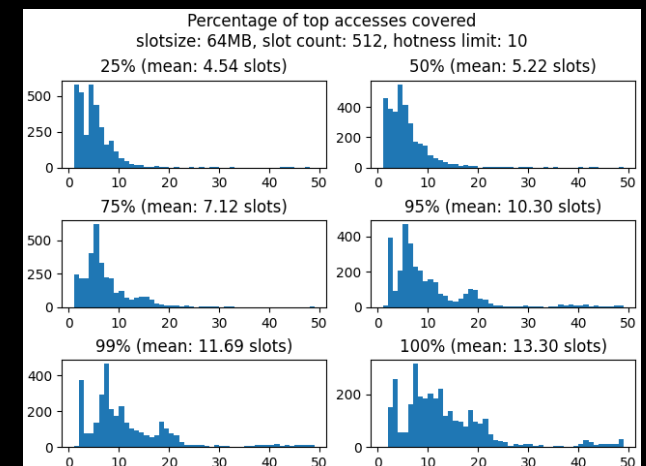 Percentage of top accesses covered
slotsize: 64MB, slot count: 512, hotness limit: 10
25% (mean: 4.54 slots)
500
250
0
0 10 20 30 40 50
50% (mean: 5.22 slots)
400
200
0
0 10 20 30 40 50
75% (mean: 7.12 slots)
500
250
0
0 10 20 30 40 50
95% (mean: 10.30 slots)
400
200
0
0 10 20 30 40 50
99% (mean: 11.69 slots)
400
200
0
0 10 20 30 40 50
100% (mean: 13.30 slots)
200
0
0 10 20 30 40 50